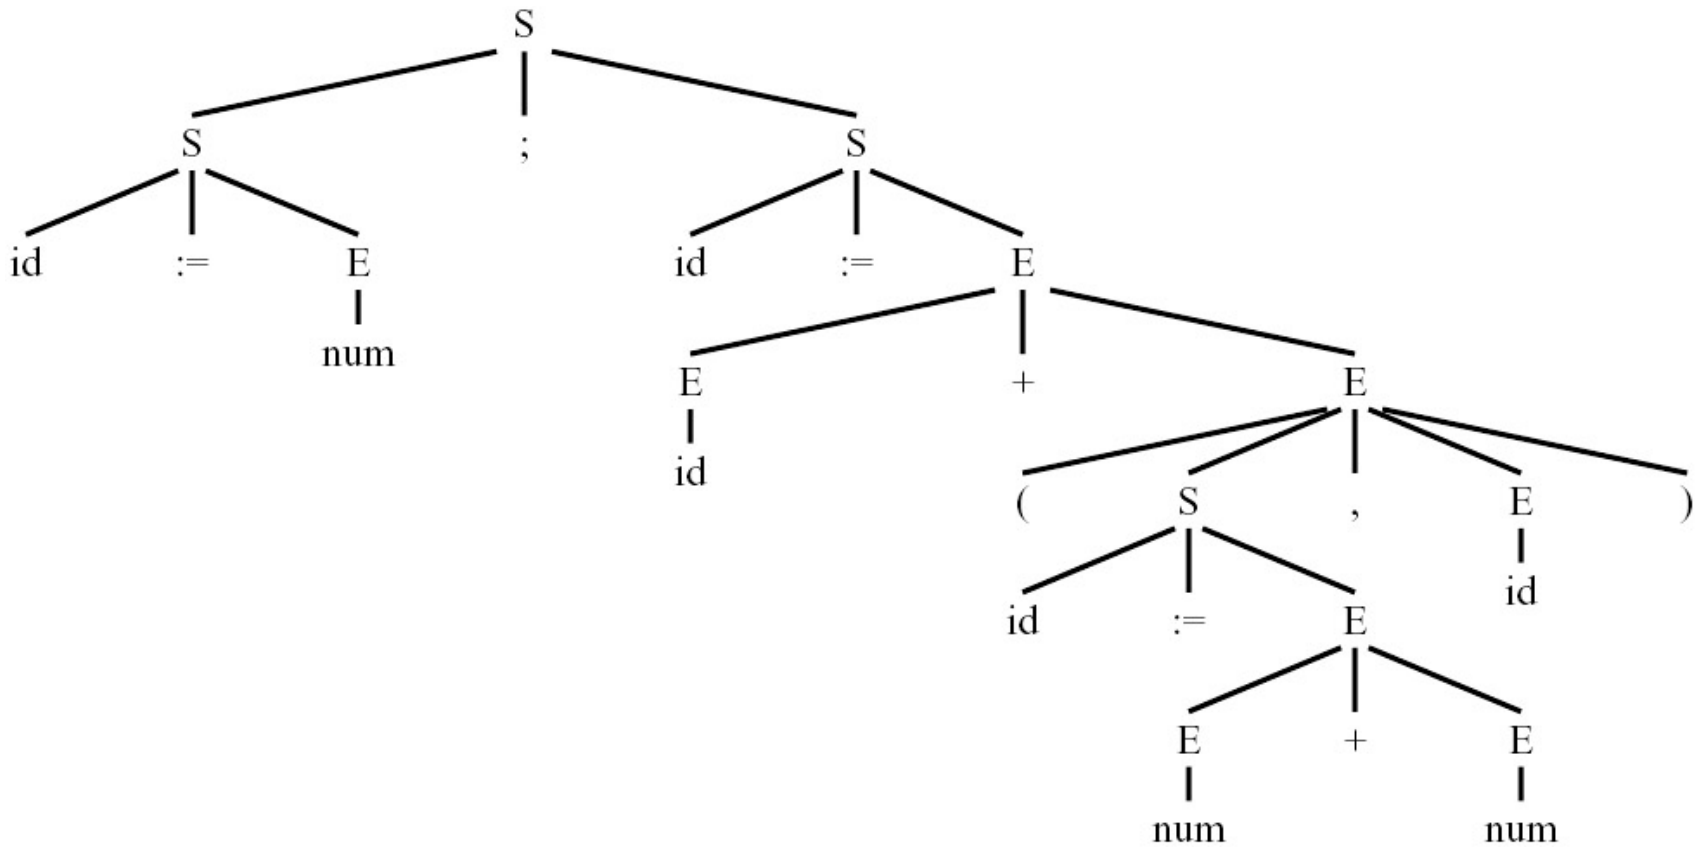 S
S ; S
id := E id := E
num E + E
id ( S , E )
id := E id
E + E
num num